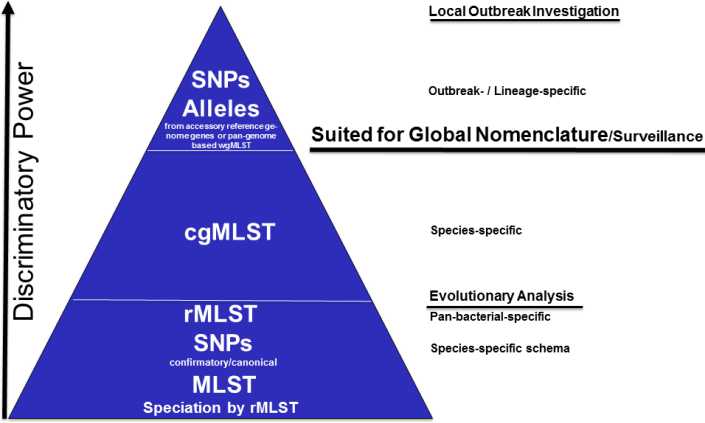 Local Outbreak Investigation
SNPs
Alleles
from accessory reference ge-
nome genes or pan-genome
based wgMLST
Outbreak- / Lineage-specific
Suited for Global Nomenclature/Surveillance
Discriminatory Power
cgMLST
Species-specific
Evolutionary Analysis
rMLST
Pan-bacterial-specific
SNPs
confirmatory/canonical
Species-specific schema
MLST
Speciation by rMLST